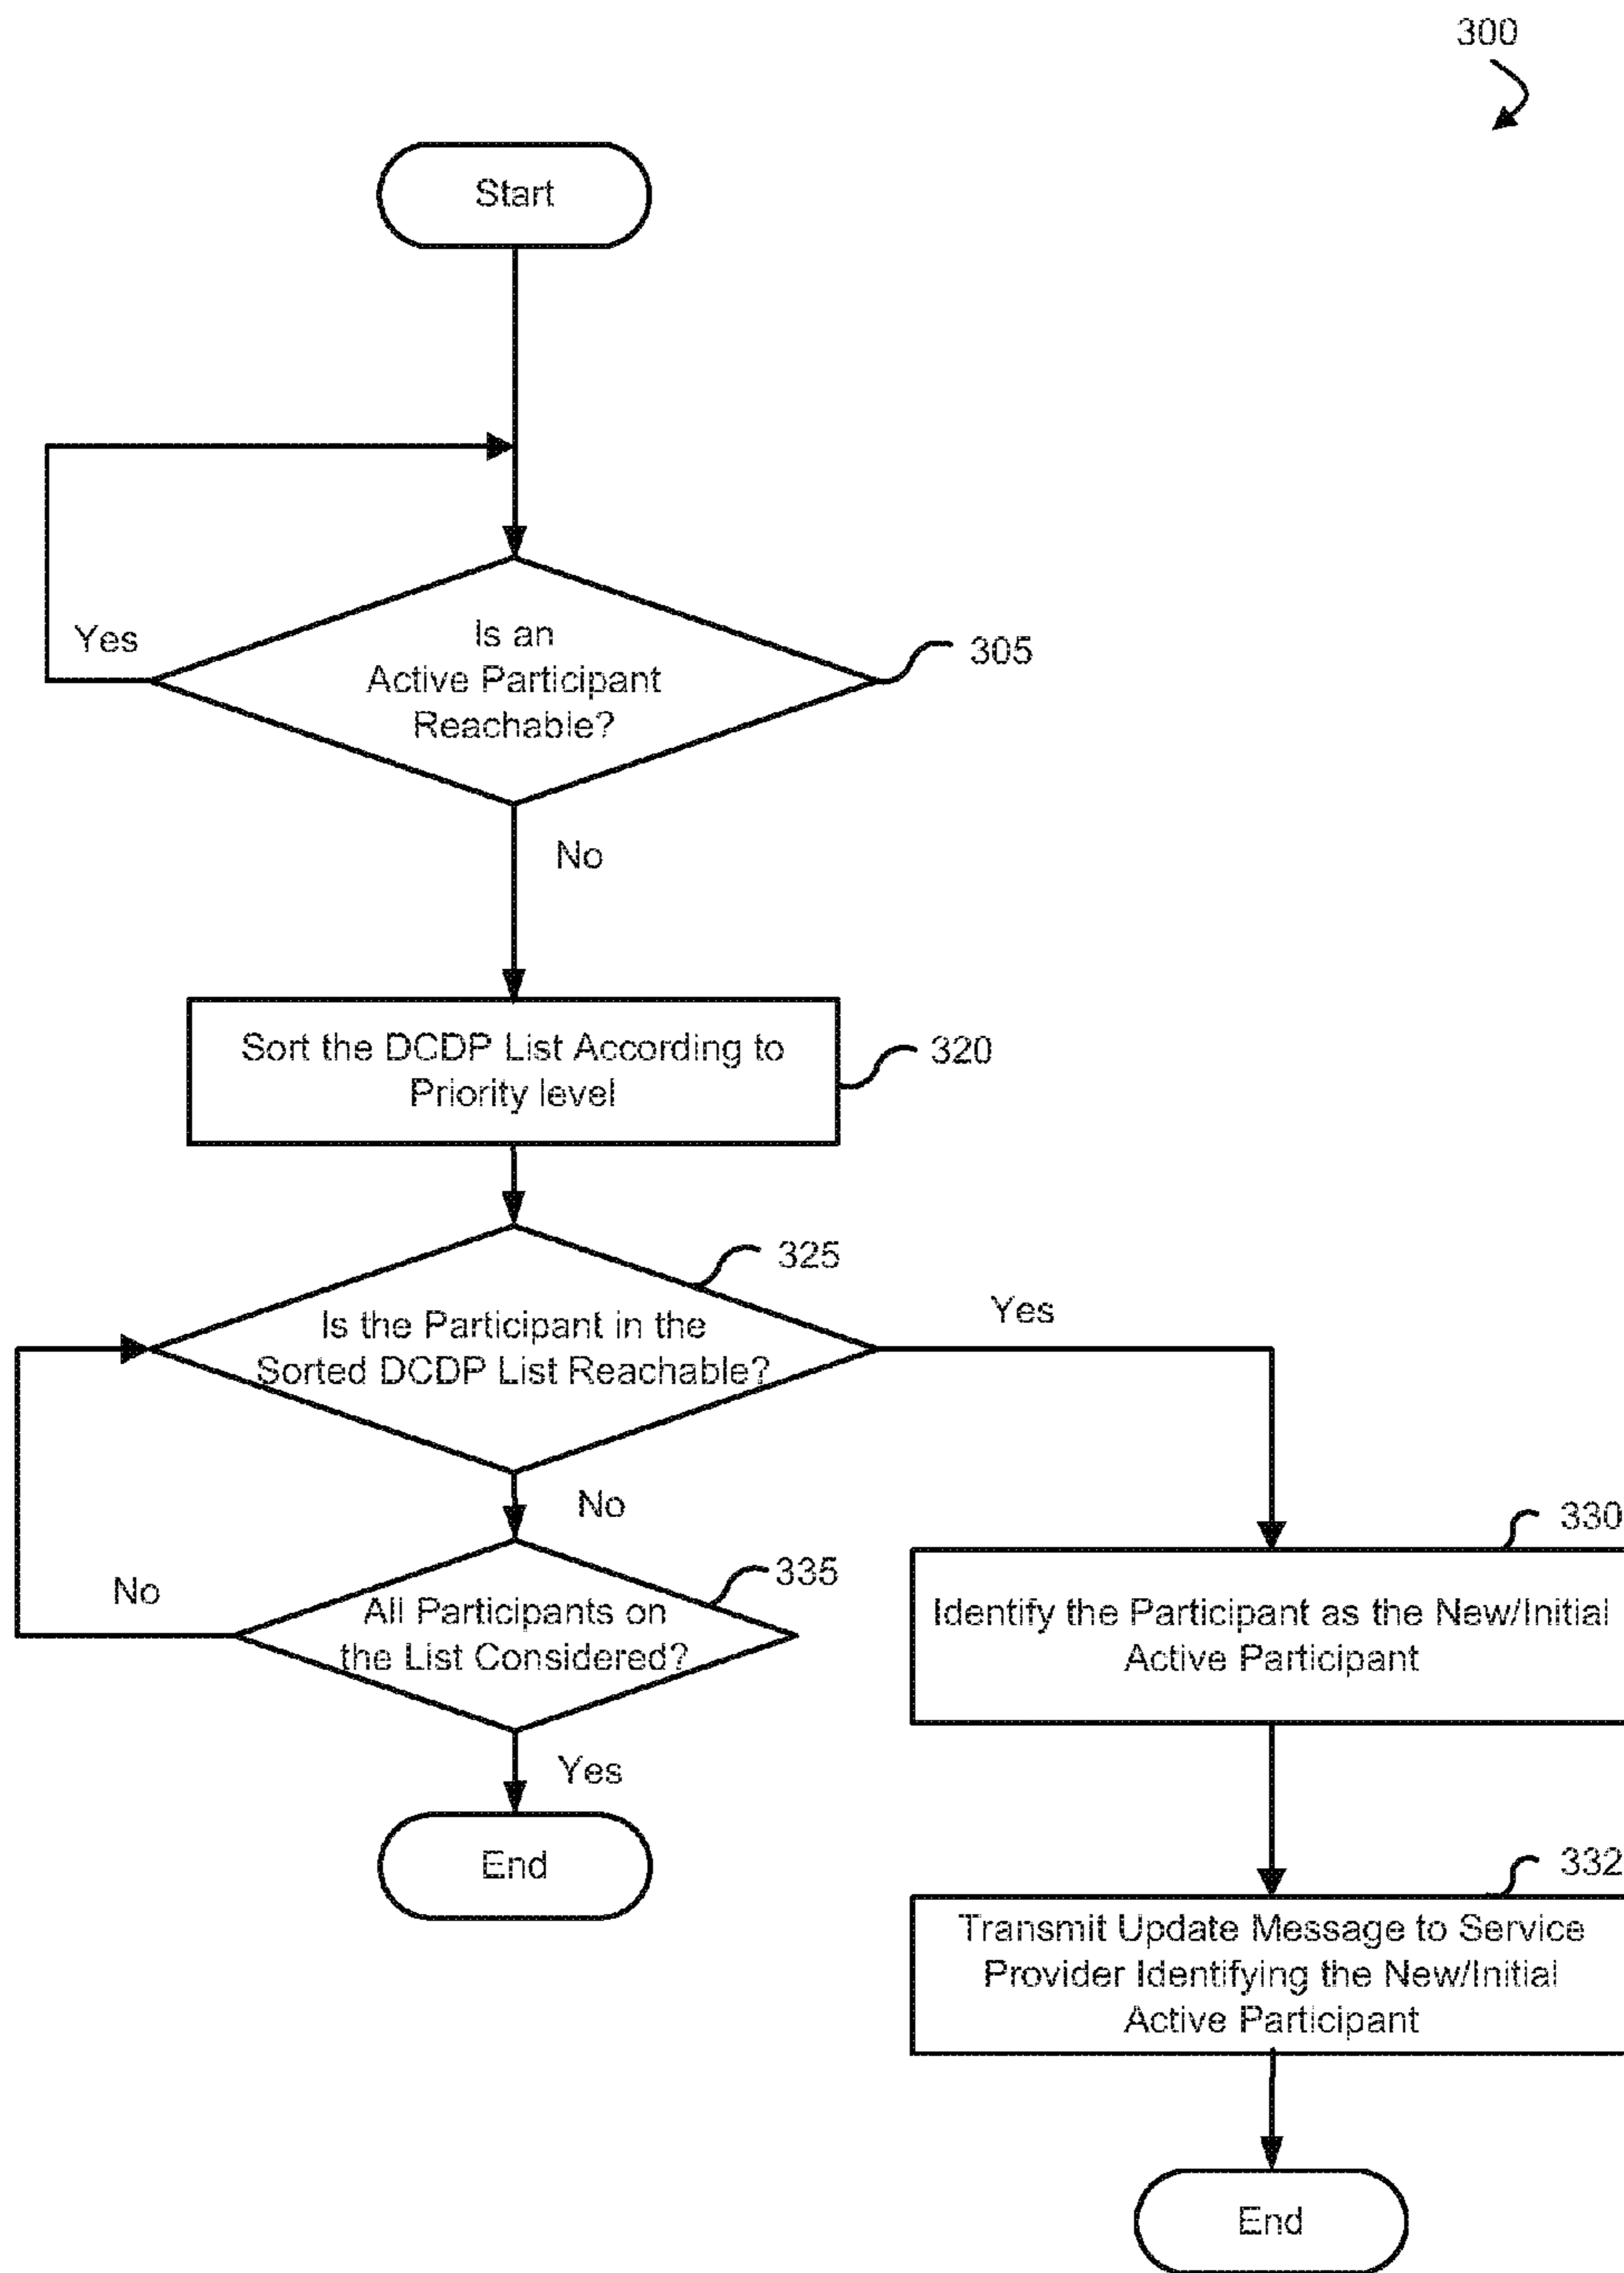 300
Start
Yes
Is an
Active Participant
Reachable?
305
No
Sort the DCDP List According to
Priority level
320
325
Is the Participant in the
Sorted DCDP List Reachable?
Yes
No
335
No
All Participants on
the List Considered?
330
Identify the Participant as the New/Initial
Active Participant
Yes
End
332
Transmit Update Message to Service
Provider Identifying the New/Initial
Active Participant
End